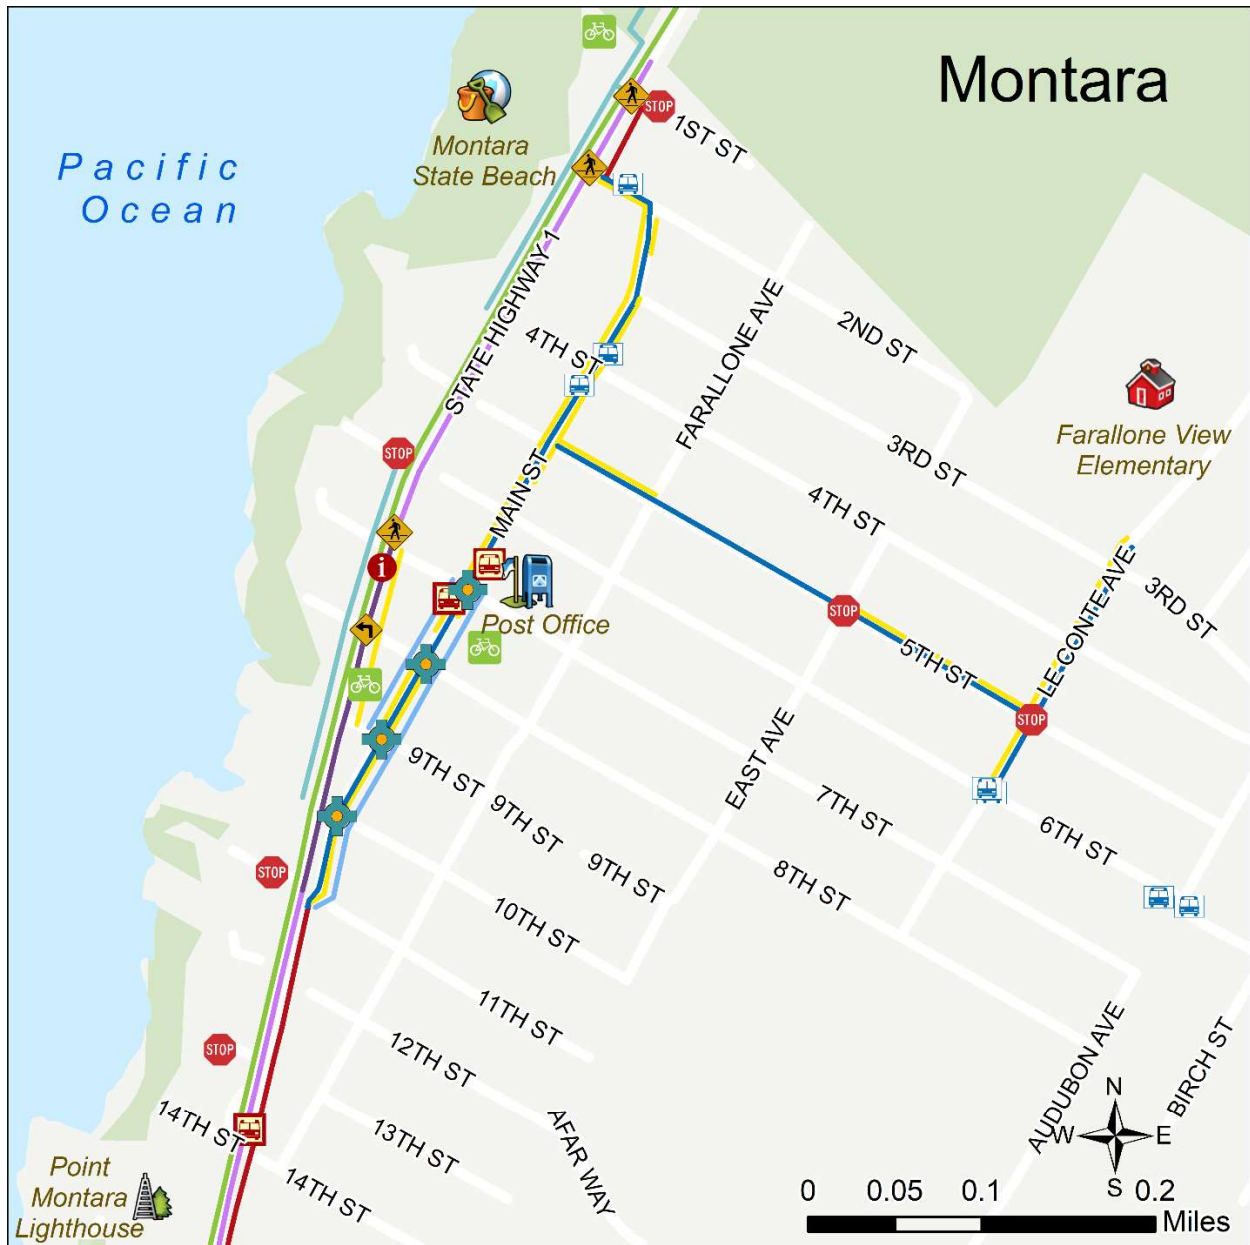 Montara
STOP
1ST ST
Montara
State Beach
Pacific
Ocean
STATE HIGHWAY 1
FARALLONE AVE
2ND ST
4TH ST
Farallone View
Elementary
3RD ST
STOP
MAIN ST
4TH ST
i
LE CONTE AVE
3RD ST
Post Office
STOP
5TH ST
STOP
EAST AVE
9TH ST
9TH ST
9TH ST
7TH ST
6TH ST
8TH ST
STOP
10TH ST
11TH ST
STOP
12TH ST
AUDUBON AVE
BIRCH ST
14TH ST
13TH ST
AFAR WAY
14TH ST
N
W E
S
Point
Montara
Lighthouse
0 0.05 0.1 0.2
Miles